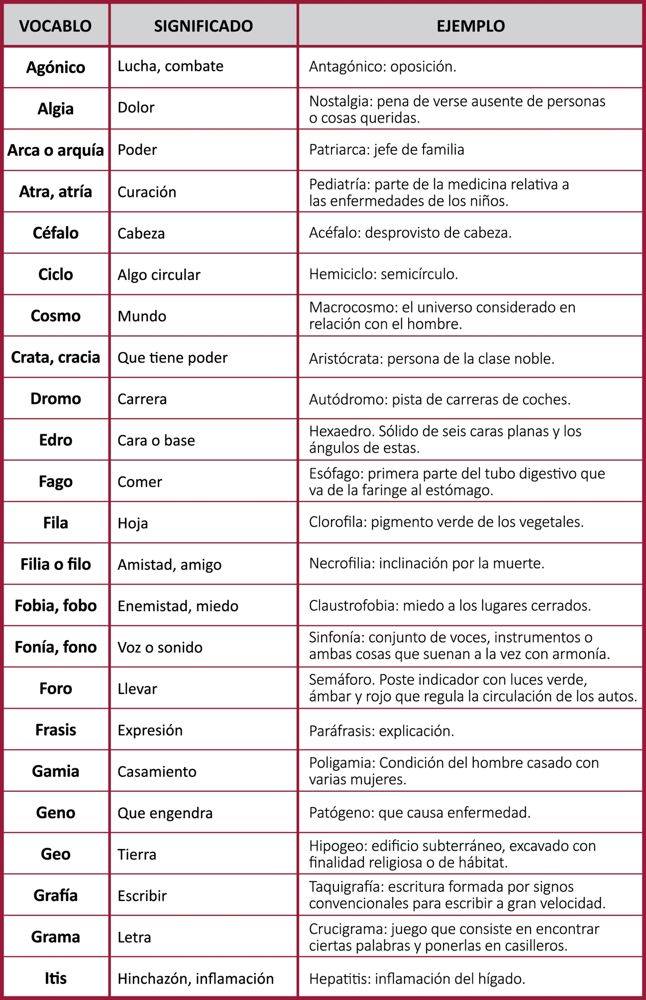 VOCABLO SIGNIFICADO EJEMPLO
Agónico Lucha, combate Antagónico: oposición.
Algia Dolor Nostalgia: pena de verse ausente de personas
o cosas queridas.
Arca o arquía Poder Patriarca: jefe de familia
Atra, atría Curación Pediatría: parte de la medicina relativa a
las enfermedades de los niños.
Céfalo Cabeza Acéfalo: desprovisto de cabeza.
Ciclo Algo circular Hemiciclo: semicírculo.
Cosmo Mundo Macrocosmo: el universo considerado en
relación con el hombre.
Crata, cracia Que tiene poder Aristócrata: persona de la clase noble.
Dromo Carrera Autódromo: pista de carreras de coches.
Edro Cara o base Hexaedro. Sólido de seis caras planas y los
ángulos de estas.
Fago Comer Esófago: primera parte del tubo digestivo que
va de la faringe al estómago.
Fila Hoja Clorofila: pigmento verde de los vegetales.
Filia o filo Amistad, amigo Necrofilia: inclinación por la muerte.
Fobia, fobo Enemistad, miedo Claustrofobia: miedo a los lugares cerrados.
Fonía, fono Voz o sonido Sinfonía: conjunto de voces, instrumentos o
ambas cosas que suenan a la vez con armonía.
Foro Llevar Semáforo. Poste indicador con luces verde,
ámbar y rojo que regula la circulación de los autos.
Frasis Expresión Paráfrasis: explicación.
Gamia Casamiento Poligamia: Condición del hombre casado con
varias mujeres.
Geno Que engendra Patógeno: que causa enfermedad.
Geo Tierra Hipogeo: edificio subterráneo, excavado con
finalidad religiosa o de hábitat.
Grafía Escribir Taquigrafía: escritura formada por signos
convencionales para escribir a gran velocidad.
Grama Letra Crucigrama: juego que consiste en encontrar
ciertas palabras y ponerlas en casilleros.
Itis Hinchazón, inflamación Hepatitis: inflamación del hígado.